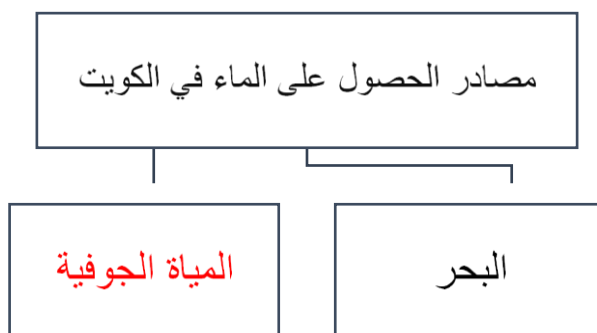 مصادر الحصول على الماء في الكويت
البحر
المياة الجوفية